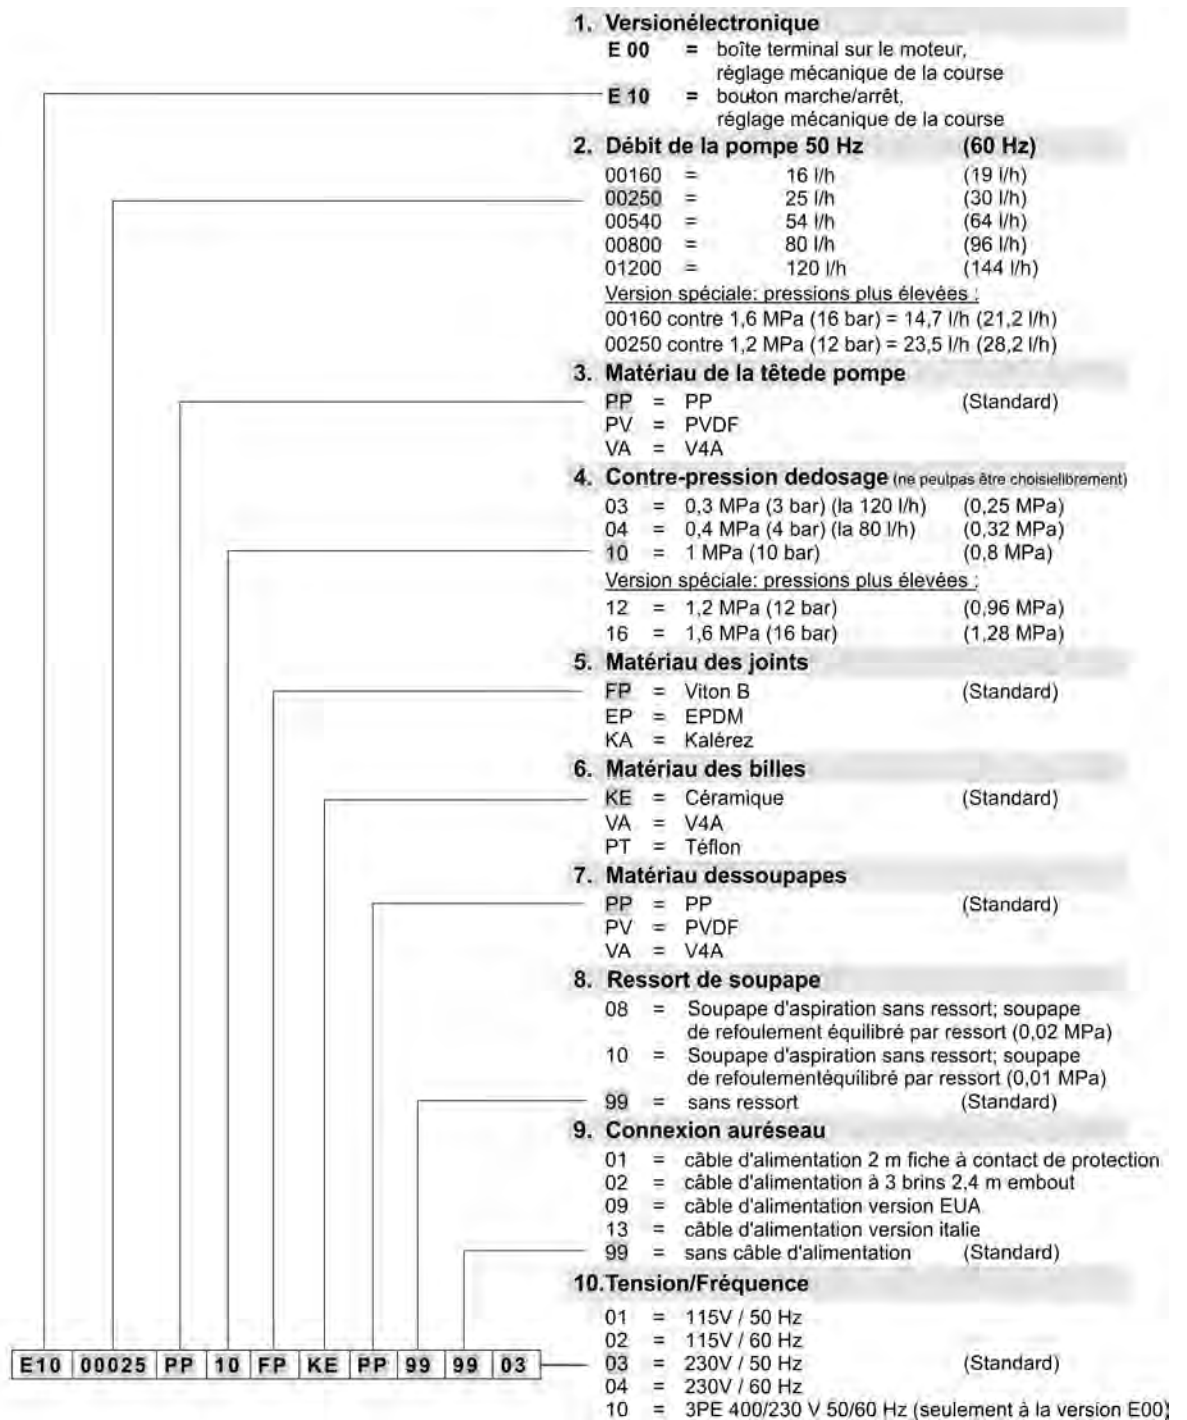 1. Versionélectronique
E 00 = boîte terminal sur le moteur,
réglage mécanique de la course
E 10 = bouton marche/arrêt,
réglage mécanique de la course
2. Débit de la pompe 50 Hz (60 Hz)
00160 = 16 l/h (19 l/h)
00250 = 25 l/h (30 l/h)
00540 = 54 l/h (64 l/h)
00800 = 80 l/h (96 l/h)
01200 = 120 l/h (144 l/h)
Version spéciale: pressions plus élevées :
00160 contre 1,6 MPa (16 bar) = 14,7 l/h (21,2 l/h)
00250 contre 1,2 MPa (12 bar) = 23,5 l/h (28,2 l/h)
3. Matériau de la têtede pompe
PP = PP (Standard)
PV = PVDF
VA = V4A
4. Contre-pression dedosage (ne peutpas être choisielibrement)
03 = 0,3 MPa (3 bar) (la 120 l/h) (0,25 MPa)
04 = 0,4 MPa (4 bar) (la 80 l/h) (0,32 MPa)
10 = 1 MPa (10 bar) (0,8 MPa)
Version spéciale: pressions plus élevées :
12 = 1,2 MPa (12 bar) (0,96 MPa)
16 = 1,6 MPa (16 bar) (1,28 MPa)
5. Matériau des joints
FP = Viton B (Standard)
EP = EPDM
KA = Kalérez
6. Matériau des billes
KE = Céramique (Standard)
VA = V4A
PT = Téflon
7. Matériau dessoupapes
PP = PP (Standard)
PV = PVDF
VA = V4A
8. Ressort de soupape
08 = Soupape d'aspiration sans ressort; soupape
de refoulement équilibré par ressort (0,02 MPa)
10 = Soupape d'aspiration sans ressort; soupape
de refoulementéquilibré par ressort (0,01 MPa)
99 = sans ressort (Standard)
9. Connexion auréseau
01 = câble d'alimentation 2 m fiche à contact de protection
02 = câble d'alimentation à 3 brins 2,4 m embout
09 = câble d'alimentation version EUA
13 = câble d'alimentation version italie
99 = sans câble d'alimentation (Standard)
10.Tension/Fréquence
01 = 115V / 50 Hz
02 = 115V / 60 Hz
03 = 230V / 50 Hz (Standard)
04 = 230V / 60 Hz
10 = 3PE 400/230 V 50/60 Hz (seulement à la version E00)
E10 00025 PP 10 FP KE PP 99 99 03